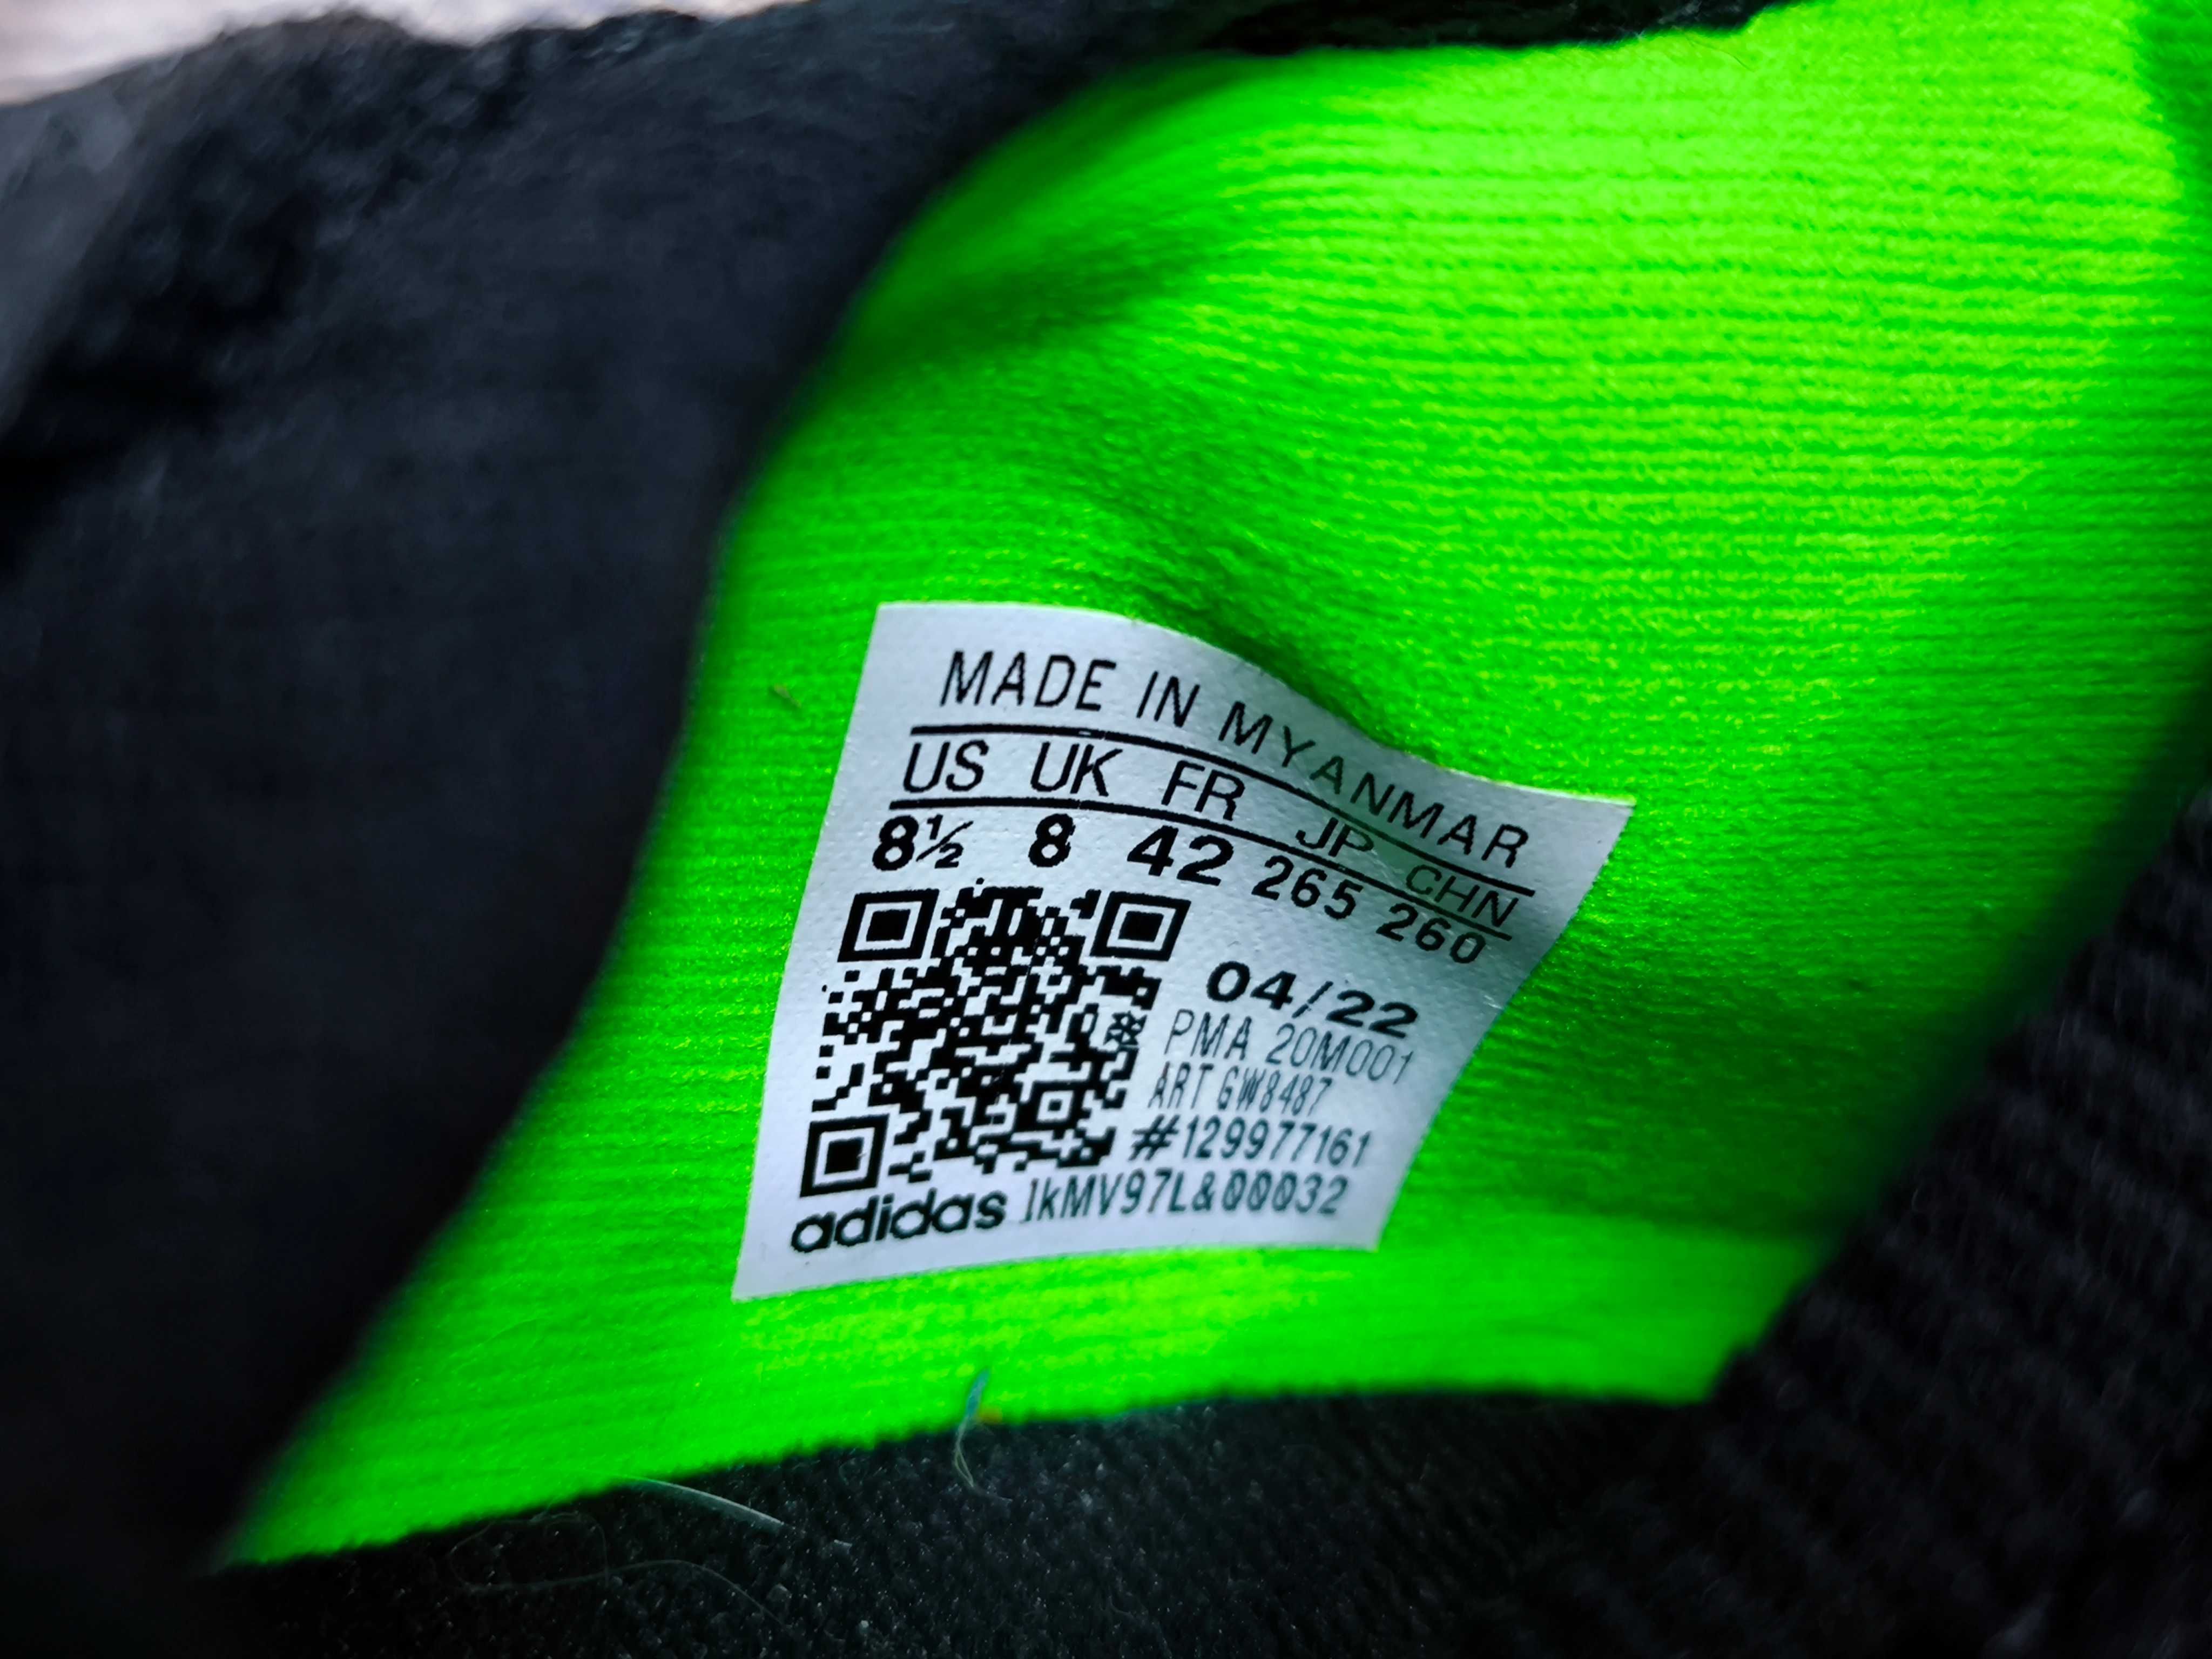 MADE IN MYANMAR
US UK FR JP CHN
8½ 8 42 265 260
04/22
PMA 20M001
ART GW8487
#129977161
adidas IkMV97L&00032